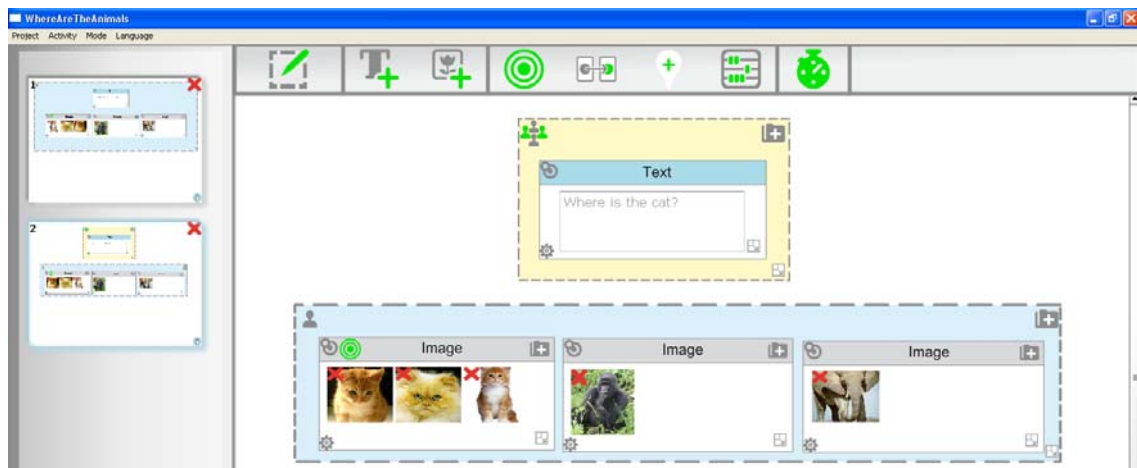 WhereAreTheAnimals
Project Activity Mode Language
1
2
Text
Where is the cat?
Image Image Image